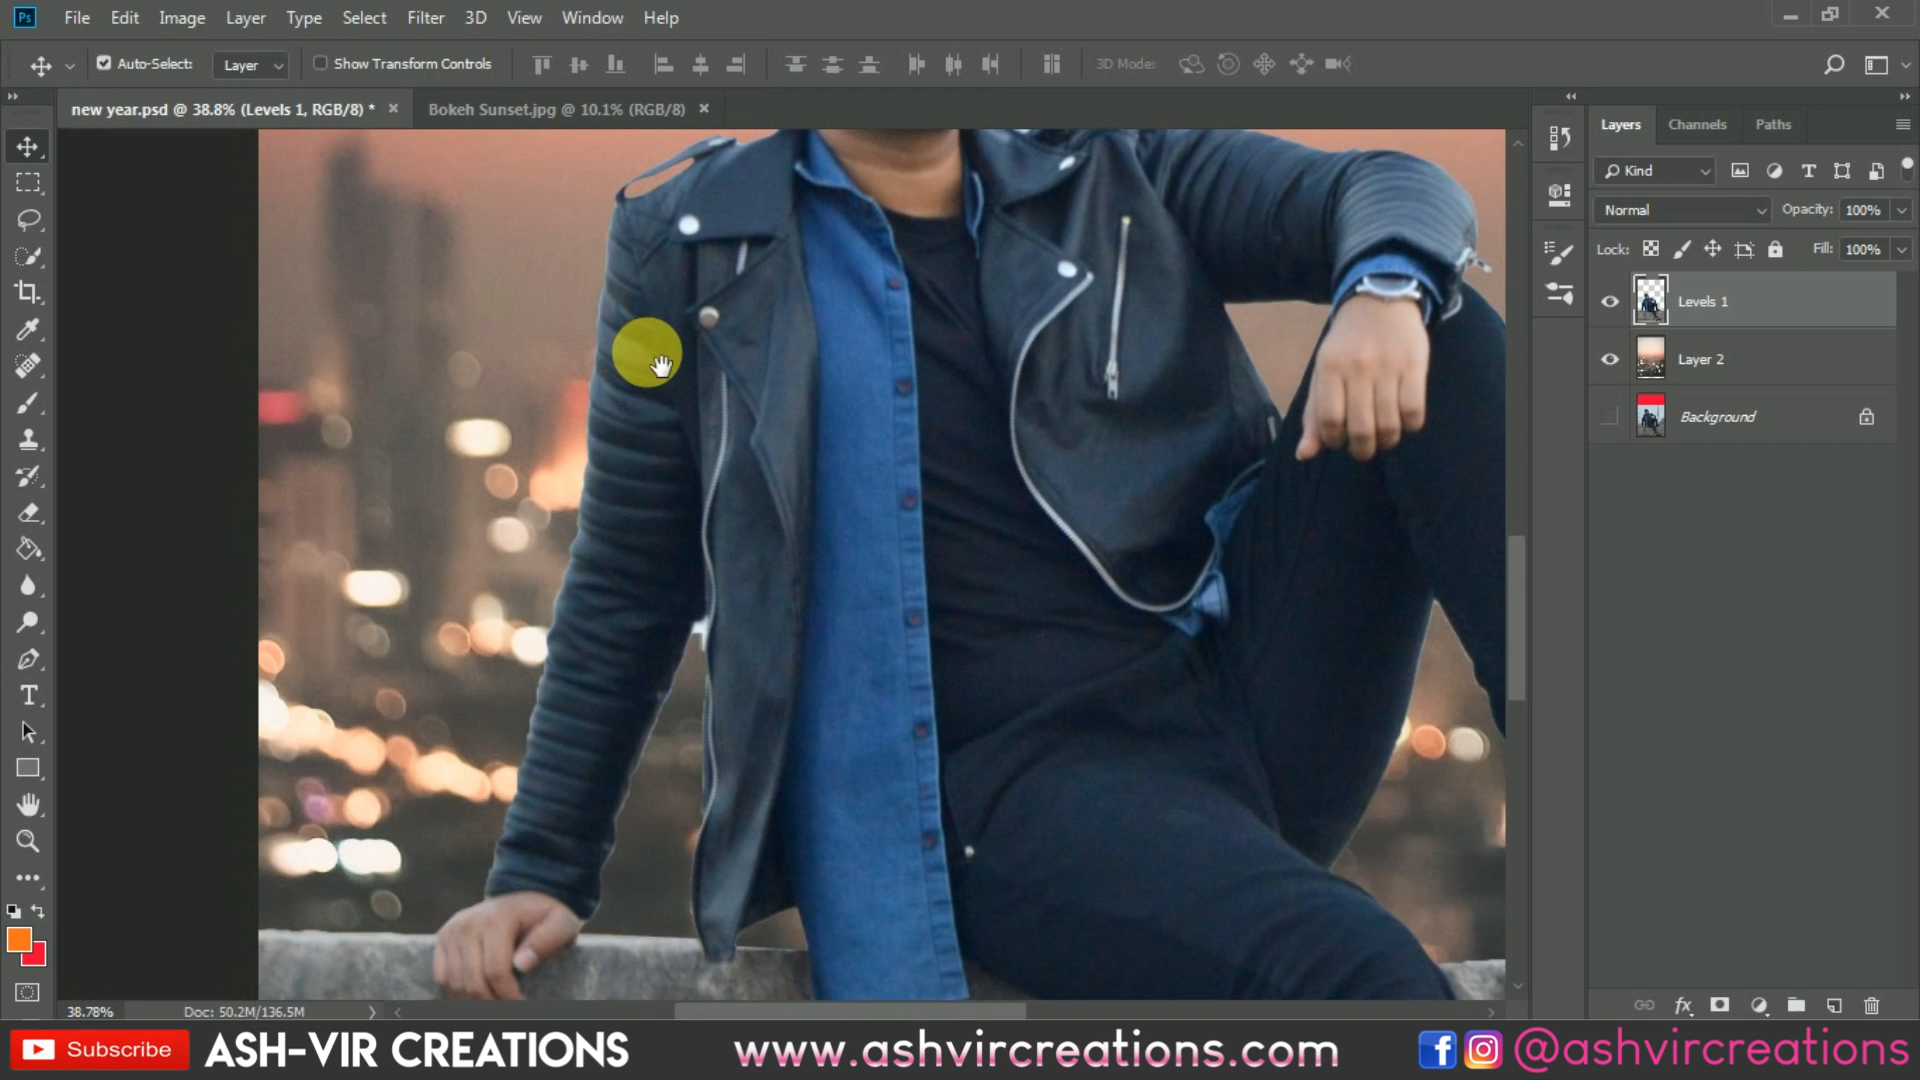 Ps File Edit Image Layer Type Select Filter 3D View Window Help
Auto-Select: Layer Show Transform Controls 3D Mode:
new year.psd @ 38.8% (Levels 1, RGB/8) * × Bokeh Sunset.jpg @ 10.1% (RGB/8) ×
Layers Channels Paths
Kind
Normal Opacity: 100%
Lock: Fill: 100%
Levels 1
Layer 2
Background
38.78% Doc: 50.2M/136.5M
Subscribe ASH-VIR CREATIONS www.ashvircreations.com @ashvircreations